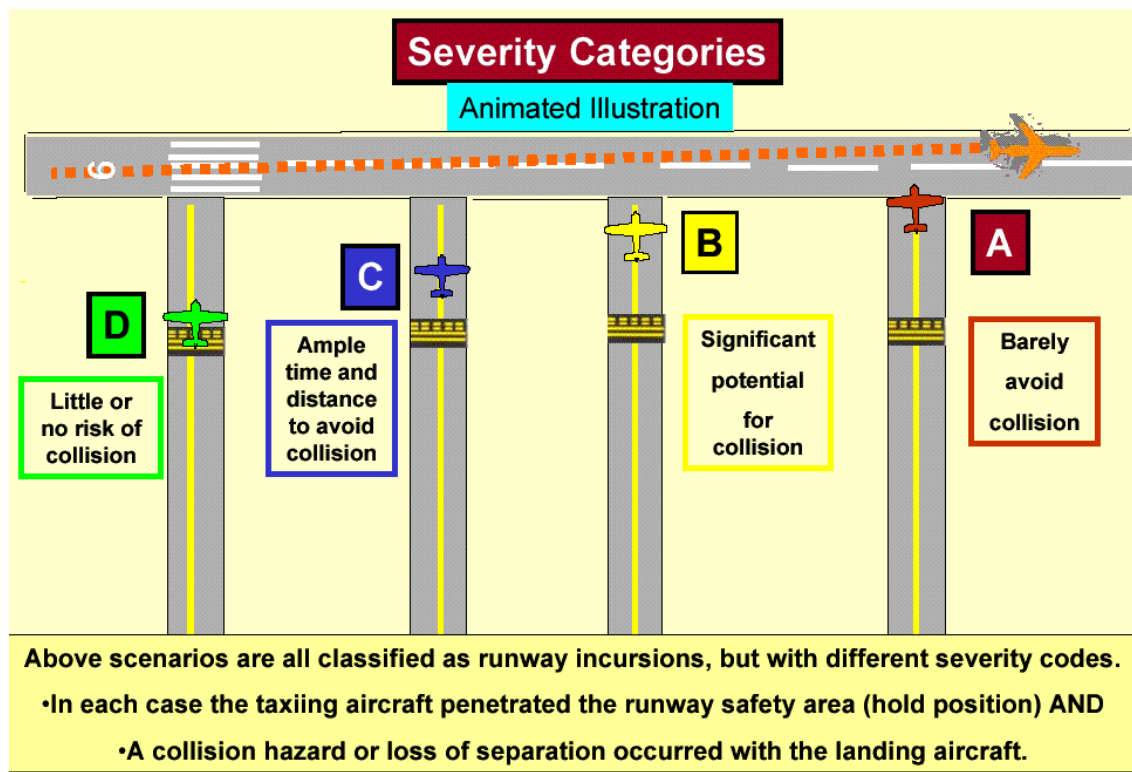 Severity Categories
Animated Illustration
9
D
C
B
A
Little or
no risk of
collision
Ample
time and
distance
to avoid
collision
Significant
potential
for
collision
Barely
avoid
collision
Above scenarios are all classified as runway incursions, but with different severity codes.
•In each case the taxiing aircraft penetrated the runway safety area (hold position) AND
•A collision hazard or loss of separation occurred with the landing aircraft.